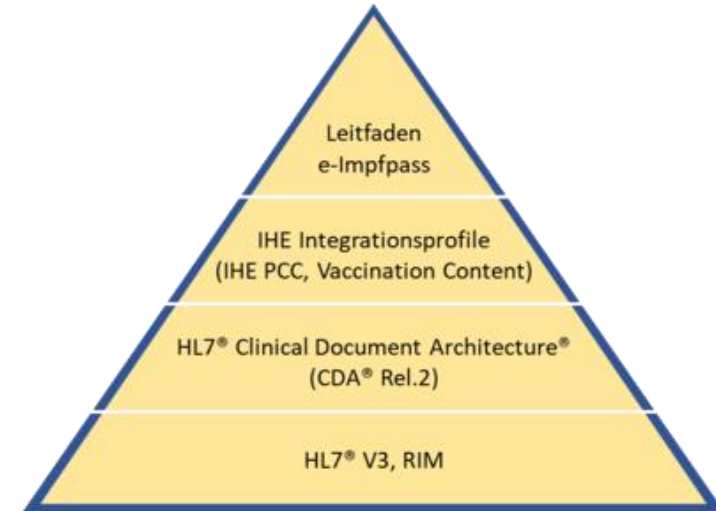 Leitfaden
e-Impfpass
IHE Integrationsprofile
(IHE PCC, Vaccination Content)
HL7® Clinical Document Architecture®
(CDA® Rel.2)
HL7® V3, RIM